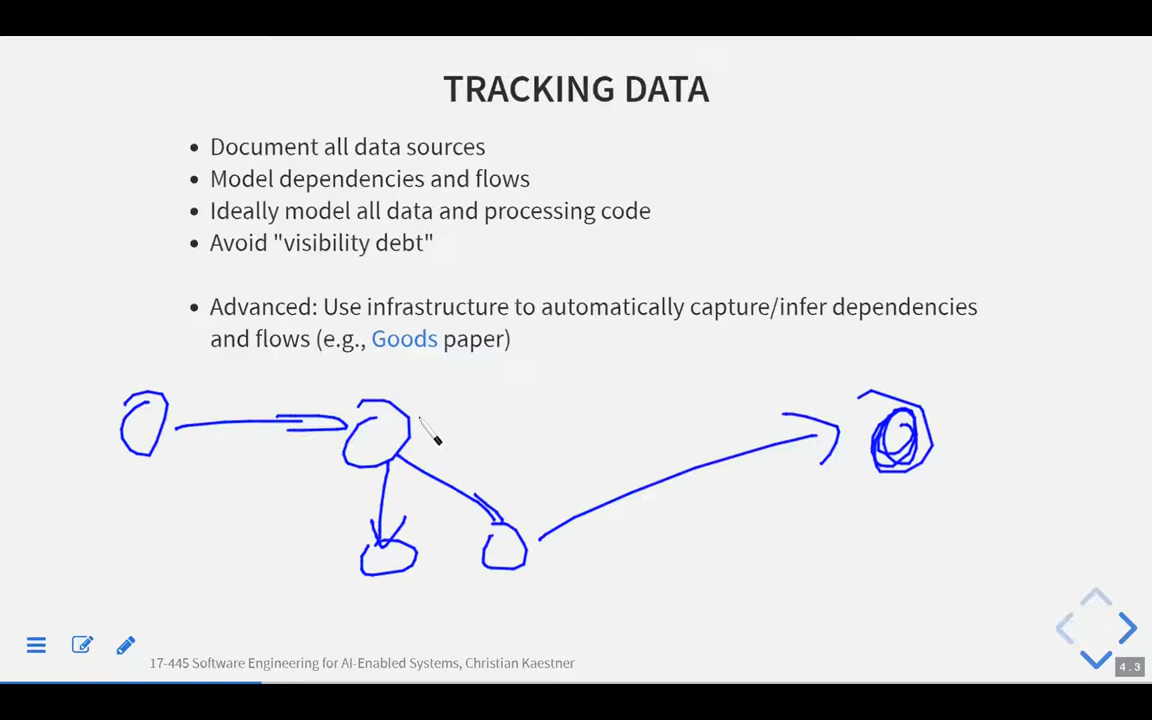 TRACKING DATA
Document all data sources
Model dependencies and flows
Ideally model all data and processing code
Avoid "visibility debt"
Advanced: Use infrastructure to automatically capture/infer dependencies
and flows (e.g., Goods paper)
17-445 Software Engineering for AI-Enabled Systems, Christian Kaestner
4.3